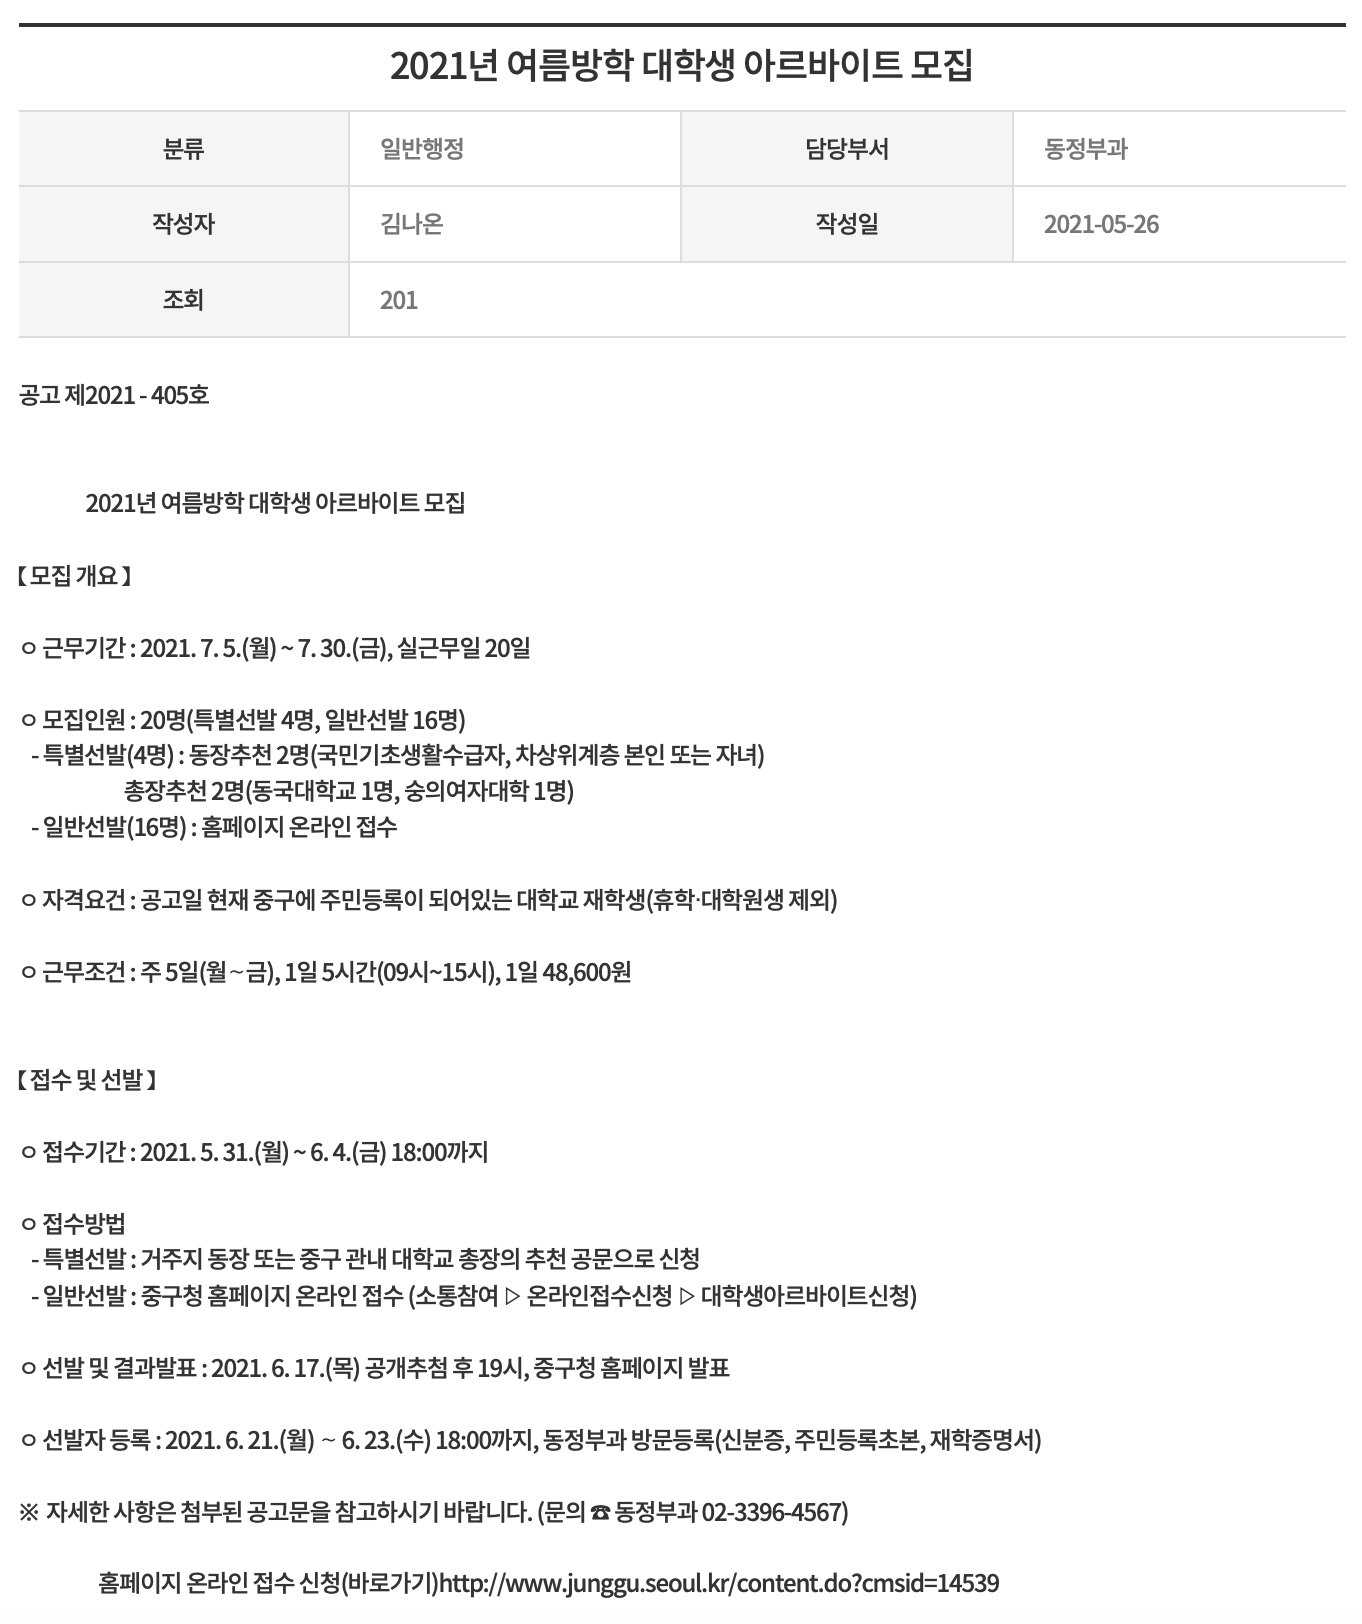 2021년 여름방학 대학생 아르바이트 모집
분류 일반행정 담당부서 동정부과
작성자 김나온 작성일 2021-05-26
조회 201
공고 제2021 - 405호
2021년 여름방학 대학생 아르바이트 모집
【 모집 개요 】
ㅇ 근무기간 : 2021. 7. 5.(월) ~ 7. 30.(금), 실근무일 20일
ㅇ 모집인원 : 20명(특별선발 4명, 일반선발 16명)
- 특별선발(4명) : 동장추천 2명(국민기초생활수급자, 차상위계층 본인 또는 자녀)
총장추천 2명(동국대학교 1명, 숭의여자대학 1명)
- 일반선발(16명) : 홈페이지 온라인 접수
ㅇ 자격요건 : 공고일 현재 중구에 주민등록이 되어있는 대학교 재학생(휴학·대학원생 제외)
ㅇ 근무조건 : 주 5일(월～금), 1일 5시간(09시~15시), 1일 48,600원
【 접수 및 선발 】
ㅇ 접수기간 : 2021. 5. 31.(월) ~ 6. 4.(금) 18:00까지
ㅇ 접수방법
- 특별선발 : 거주지 동장 또는 중구 관내 대학교 총장의 추천 공문으로 신청
- 일반선발 : 중구청 홈페이지 온라인 접수 (소통참여 ▷ 온라인접수신청 ▷ 대학생아르바이트신청)
ㅇ 선발 및 결과발표 : 2021. 6. 17.(목) 공개추첨 후 19시, 중구청 홈페이지 발표
ㅇ 선발자 등록 : 2021. 6. 21.(월) ～ 6. 23.(수) 18:00까지, 동정부과 방문등록(신분증, 주민등록초본, 재학증명서)
※ 자세한 사항은 첨부된 공고문을 참고하시기 바랍니다. (문의 ☎ 동정부과 02-3396-4567)
홈페이지 온라인 접수 신청(바로가기)http://www.junggu.seoul.kr/content.do?cmsid=14539